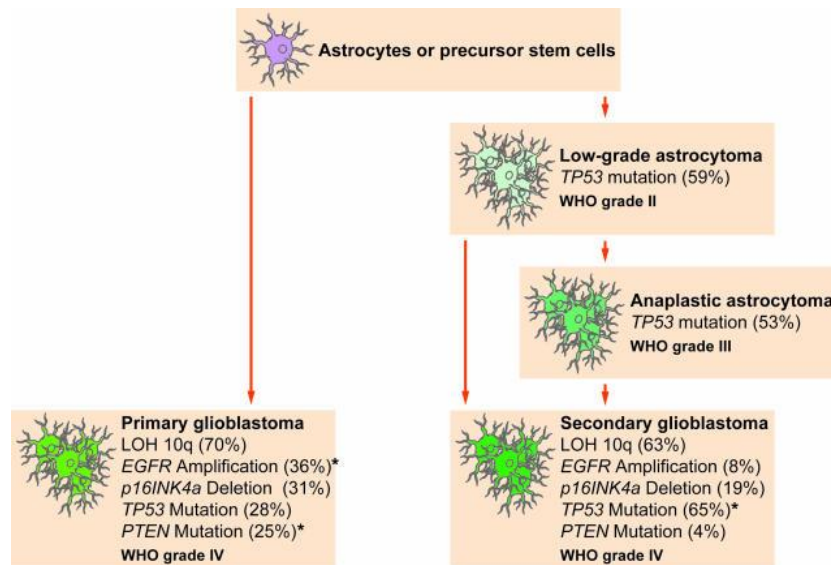 Astrocytes or precursor stem cells
Low-grade astrocytoma
TP53 mutation (59%)
WHO grade II
Anaplastic astrocytoma
TP53 mutation (53%)
WHO grade III
Primary glioblastoma
LOH 10q (70%)
EGFR Amplification (36%)*
p16INK4a Deletion (31%)
TP53 Mutation (28%)
PTEN Mutation (25%)*
WHO grade IV
Secondary glioblastoma
LOH 10q (63%)
EGFR Amplification (8%)
p16INK4a Deletion (19%)
TP53 Mutation (65%)*
PTEN Mutation (4%)
WHO grade IV